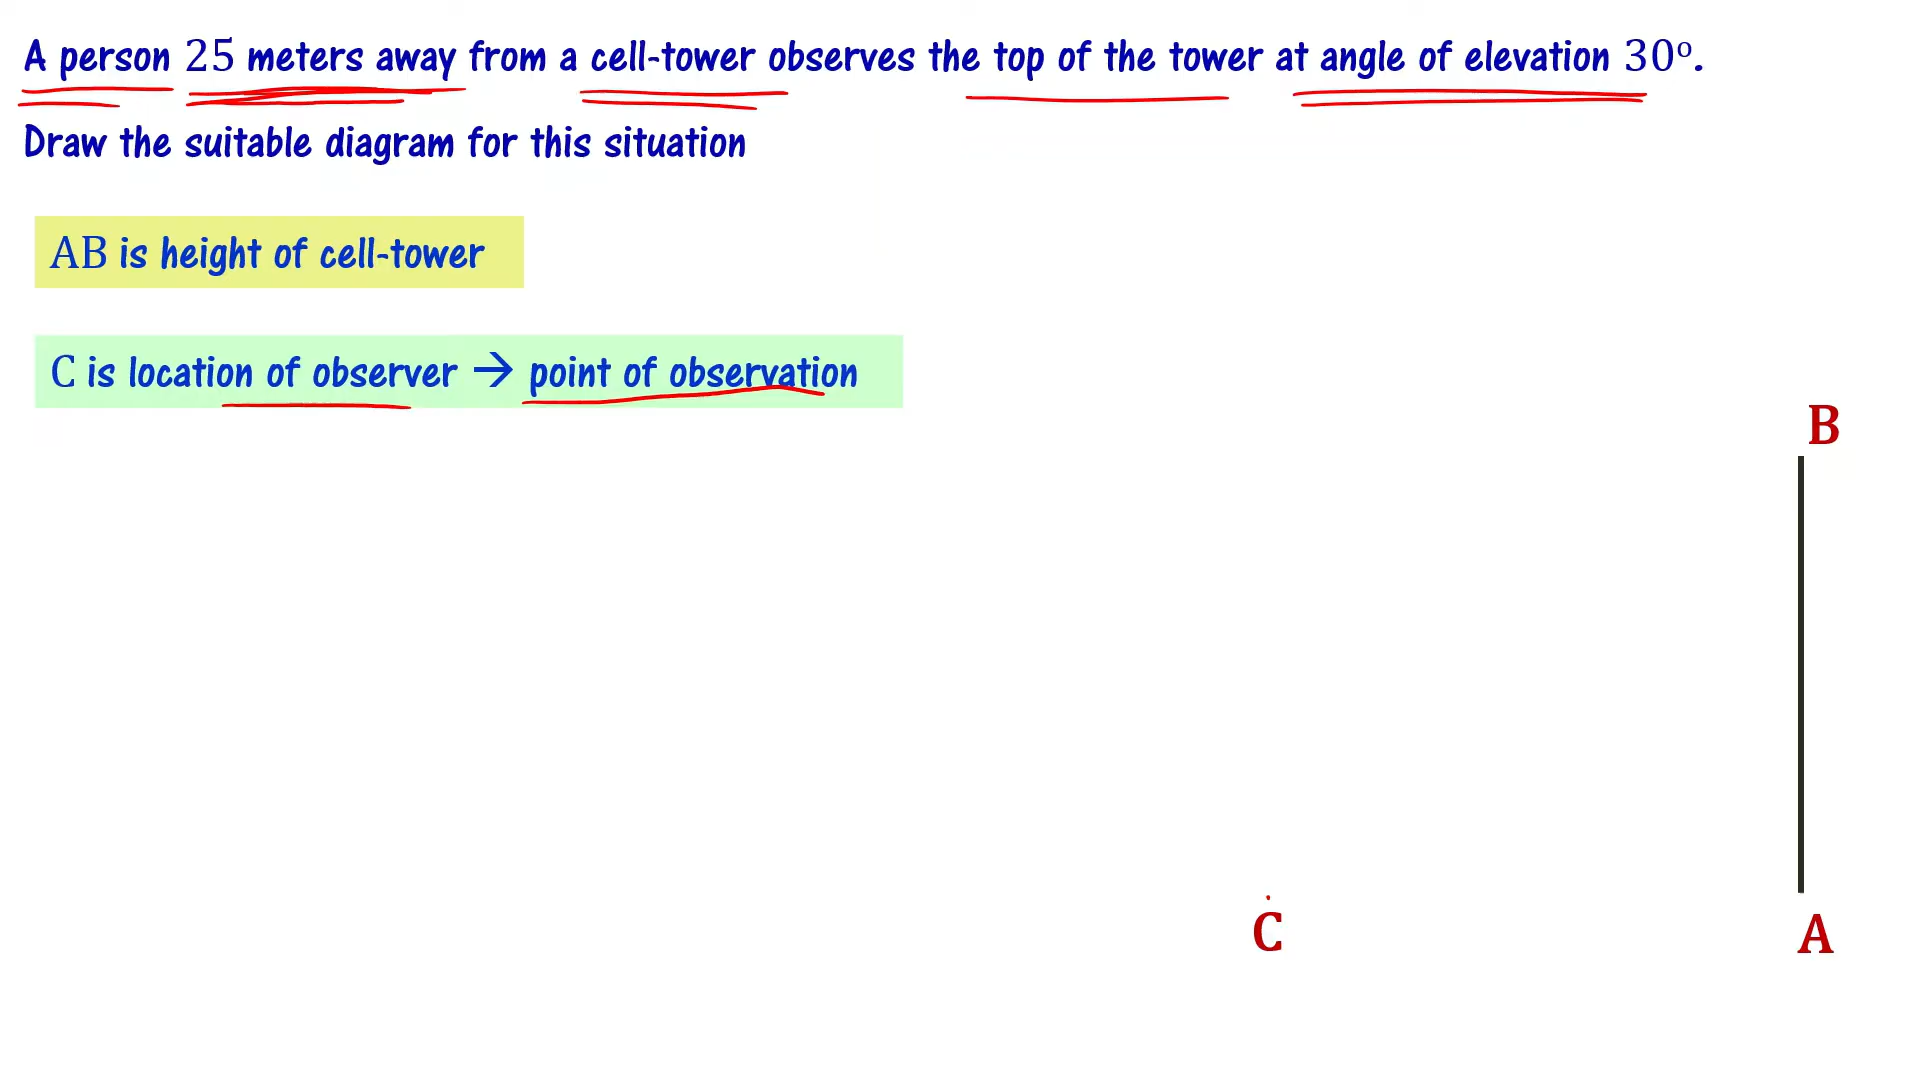 A person 25 meters away from a cell-tower observes the top of the tower at angle of elevation 30º.
Draw the suitable diagram for this situation
AB is height of cell-tower
C is location of observer → point of observation
B
C
A